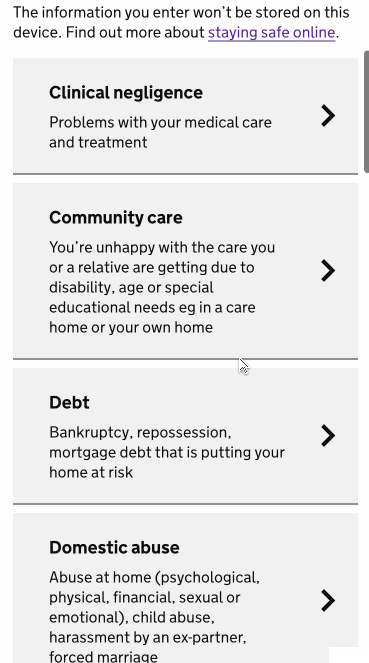 The information you enter won’t be stored on this
device. Find out more about staying safe online.
Clinical negligence
Problems with your medical care
and treatment
Community care
You’re unhappy with the care you
or a relative are getting due to
disability, age or special
educational needs eg in a care
home or your own home
Debt
Bankruptcy, repossession,
mortgage debt that is putting your
home at risk
Domestic abuse
Abuse at home (psychological,
physical, financial, sexual or
emotional), child abuse,
harassment by an ex-partner,
forced marriage